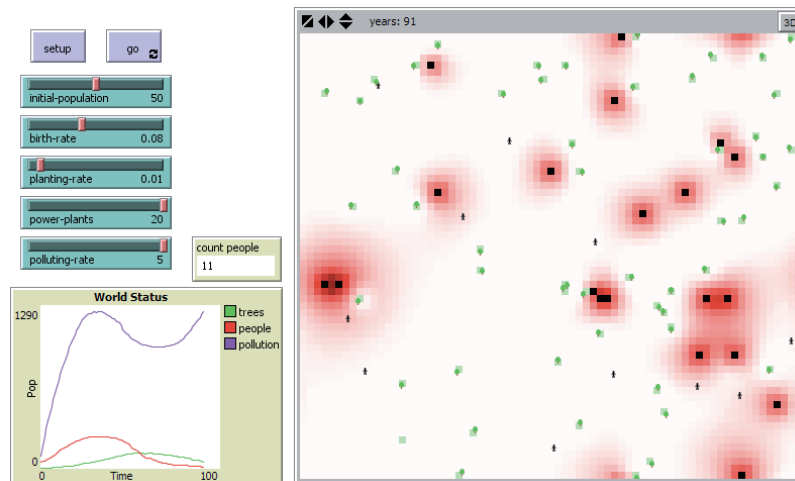 setup
go
initial-population 50
birth-rate 0.08
planting-rate 0.01
power-plants 20
polluting-rate 5
count people
11
World Status
1290
Pop
0
0 Time 100
trees
people
pollution
years: 91
3D